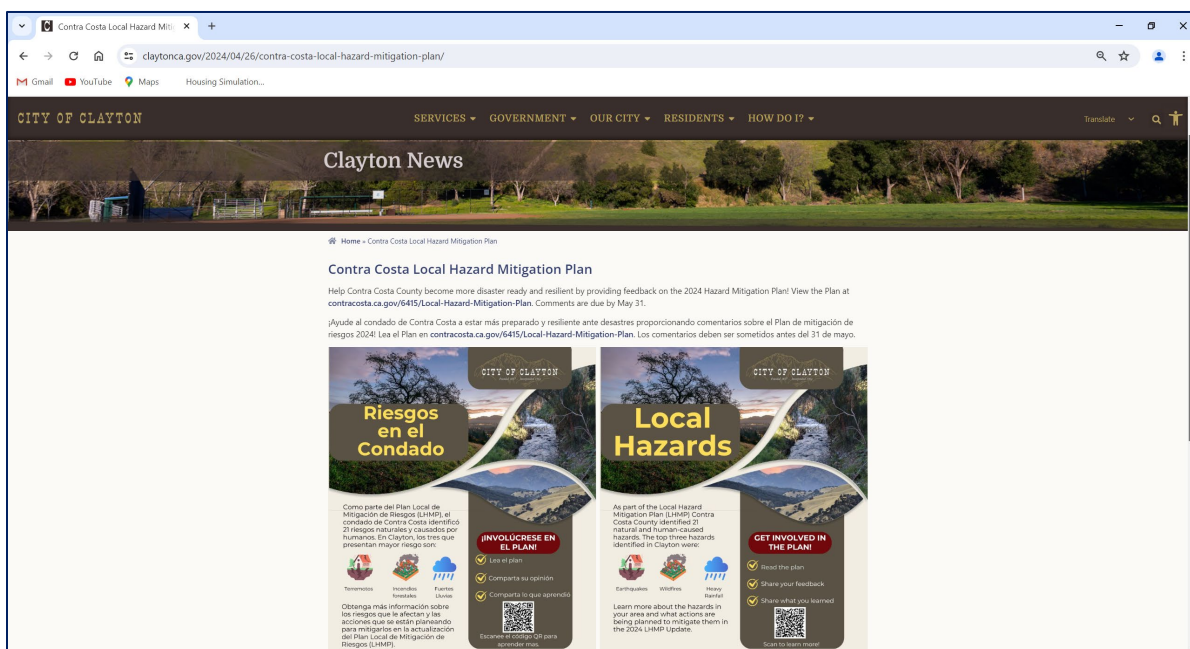 Contra Costa Local Hazard Miti
claytonca.gov/2024/04/26/contra-costa-local-hazard-mitigation-plan/
Gmail YouTube Maps Housing Simulation...
CITY OF CLAYTON SERVICES GOVERNMENT OUR CITY RESIDENTS HOW DO I? Translate
Clayton News
Home » Contra Costa Local Hazard Mitigation Plan
Contra Costa Local Hazard Mitigation Plan
Help Contra Costa County become more disaster ready and resilient by providing feedback on the 2024 Hazard Mitigation Plan! View the Plan at
contracosta.ca.gov/6415/Local-Hazard-Mitigation-Plan. Comments are due by May 31.
¡Ayude al condado de Contra Costa a estar más preparado y resiliente ante desastres proporcionando comentarios sobre el Plan de mitigación de
riesgos 2024! Lea el Plan en contracosta.ca.gov/6415/Local-Hazard-Mitigation-Plan. Los comentarios deben ser sometidos antes del 31 de mayo.
CITY OF CLAYTON
Riesgos
en el
Condado
Como parte del Plan Local de
Mitigación de Riesgos (LHMP), el
condado de Contra Costa identificó
21 riesgos naturales y causados por
humanos. En Clayton, los tres que
presentan mayor riesgo son:
Terremotos
Incendios
forestales
Fuertes
Lluvias
Obtenga más información sobre
los riesgos que le afectan y las
acciones que se están planeando
para mitigarlos en la actualización
del Plan Local de Mitigación de
Riesgos (LHMP).
¡INVOLÚCRESE EN
EL PLAN!
Lea el plan
Comparta su opinión
Comparta lo que aprendió
Escanee el código QR para
aprender mas.
CITY OF CLAYTON
Local
Hazards
As part of the Local Hazard
Mitigation Plan (LHMP) Contra
Costa County identified 21
natural and human-caused
hazards. The top three hazards
identified in Clayton were:
Earthquakes
Wildfires
Heavy
Rainfall
Learn more about the hazards in
your area and what actions are
being planned to mitigate them in
the 2024 LHMP Update.
GET INVOLVED IN
THE PLAN!
Read the plan
Share your feedback
Share what you learned
Scan to learn more!